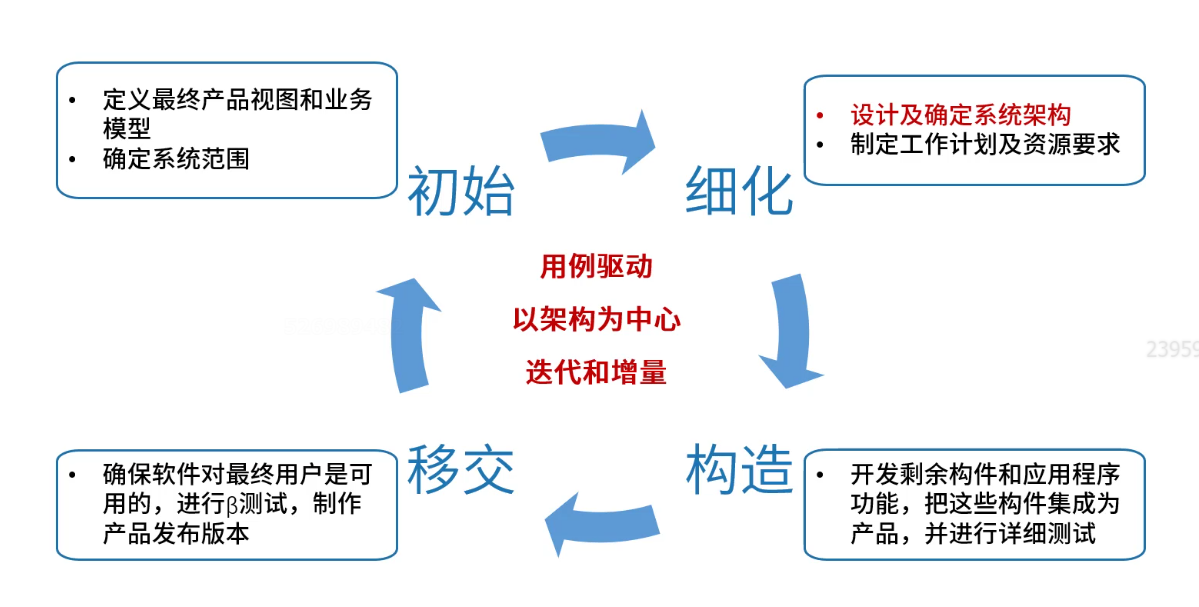 • 定义最终产品视图和业务
模型
• 确定系统范围
• 设计及确定系统架构
• 制定工作计划及资源要求
初始
细化
用例驱动
以架构为中心
迭代和增量
23959
移交
构造
• 确保软件对最终用户是可
用的，进行β测试，制作
产品发布版本
• 开发剩余构件和应用程序
功能，把这些构件集成为
产品，并进行详细测试